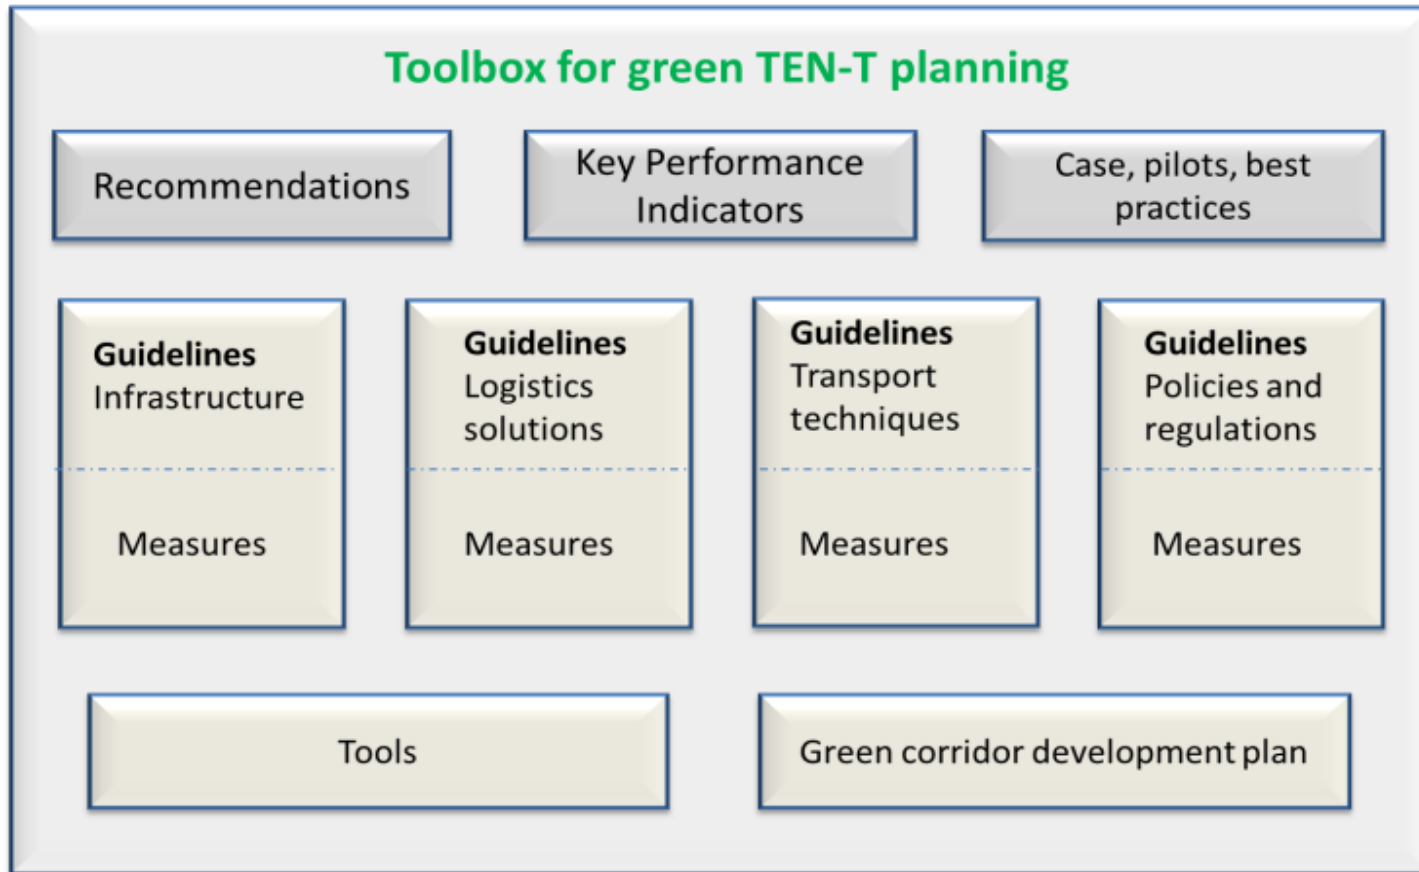 Toolbox for green TEN-T planning
Recommendations
Key Performance
Indicators
Case, pilots, best
practices
Guidelines
Infrastructure
Measures
Guidelines
Logistics
solutions
Measures
Guidelines
Transport
techniques
Measures
Guidelines
Policies and
regulations
Measures
Tools
Green corridor development plan